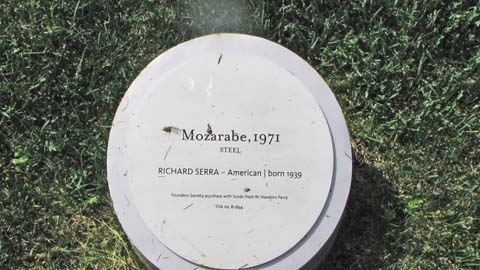 Mozarabe, 1971
STEEL
RICHARD SERRA – American | born 1939
Founders Society purchase with funds from W. Hawkins Ferry